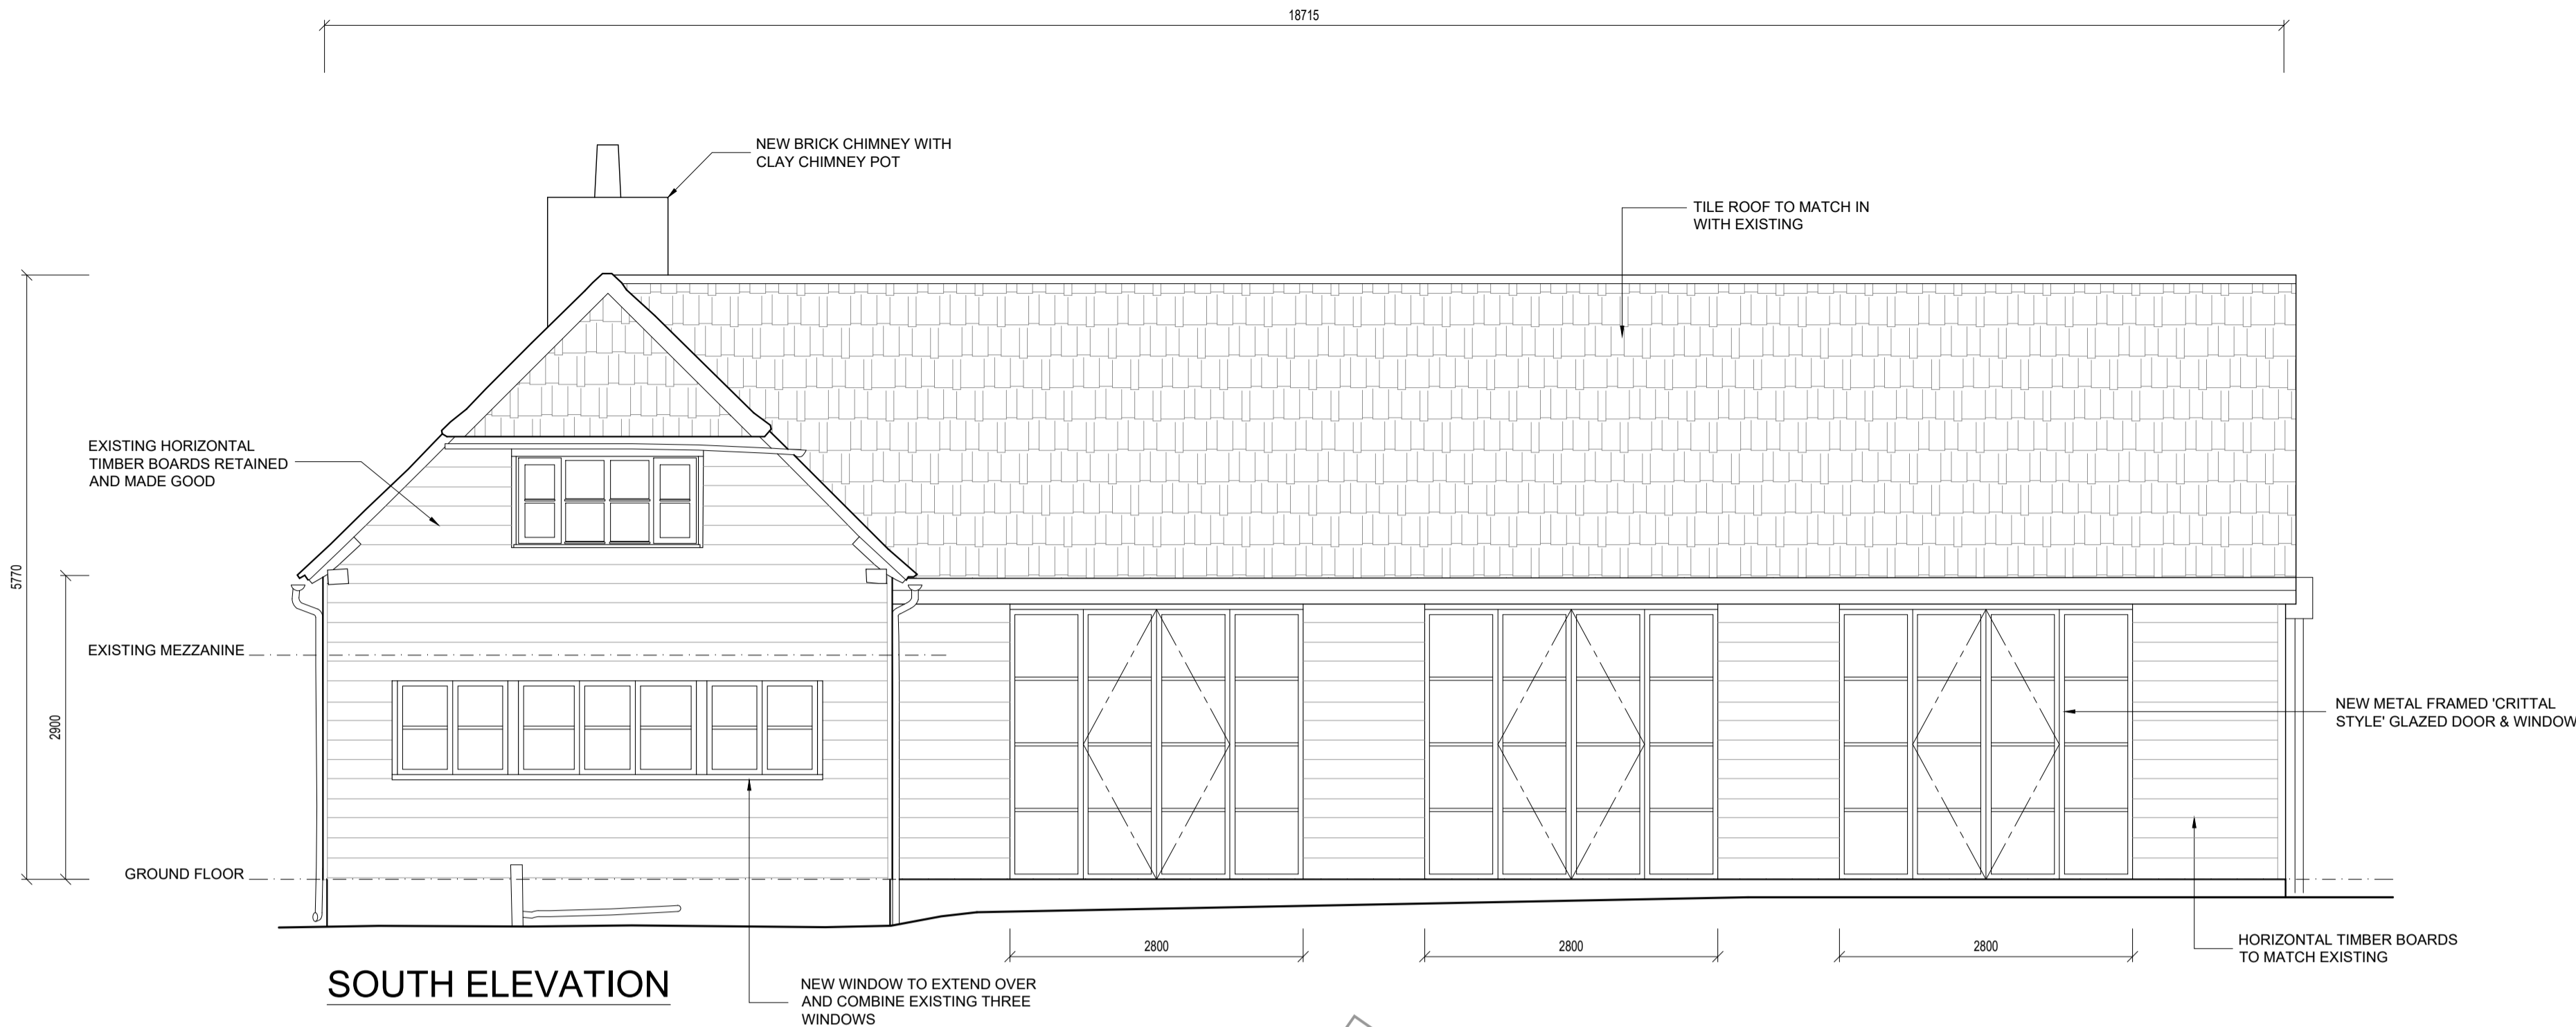 18715
NEW BRICK CHIMNEY WITH
CLAY CHIMNEY POT
TILE ROOF TO MATCH IN
WITH EXISTING
EXISTING HORIZONTAL
TIMBER BOARDS RETAINED
AND MADE GOOD
5770
2900
EXISTING MEZZANINE
NEW METAL FRAMED 'CRITTAL
STYLE' GLAZED DOOR & WINDOW
GROUND FLOOR
2800
2800
2800
HORIZONTAL TIMBER BOARDS
TO MATCH EXISTING
SOUTH ELEVATION
NEW WINDOW TO EXTEND OVER
AND COMBINE EXISTING THREE
WINDOWS